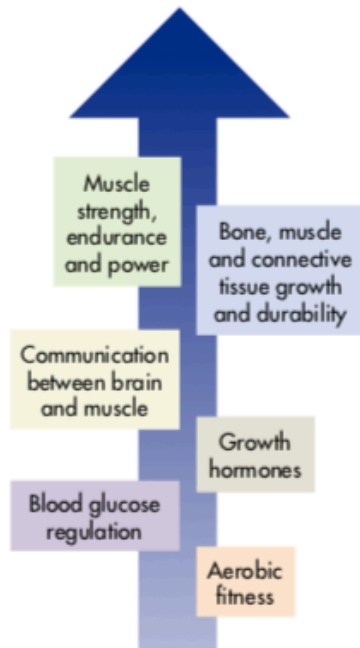 Muscle
strength,
endurance
and power
Bone, muscle
and connective
tissue growth
and durability
Communication
between brain
and muscle
Growth
hormones
Blood glucose
regulation
Aerobic
fitness